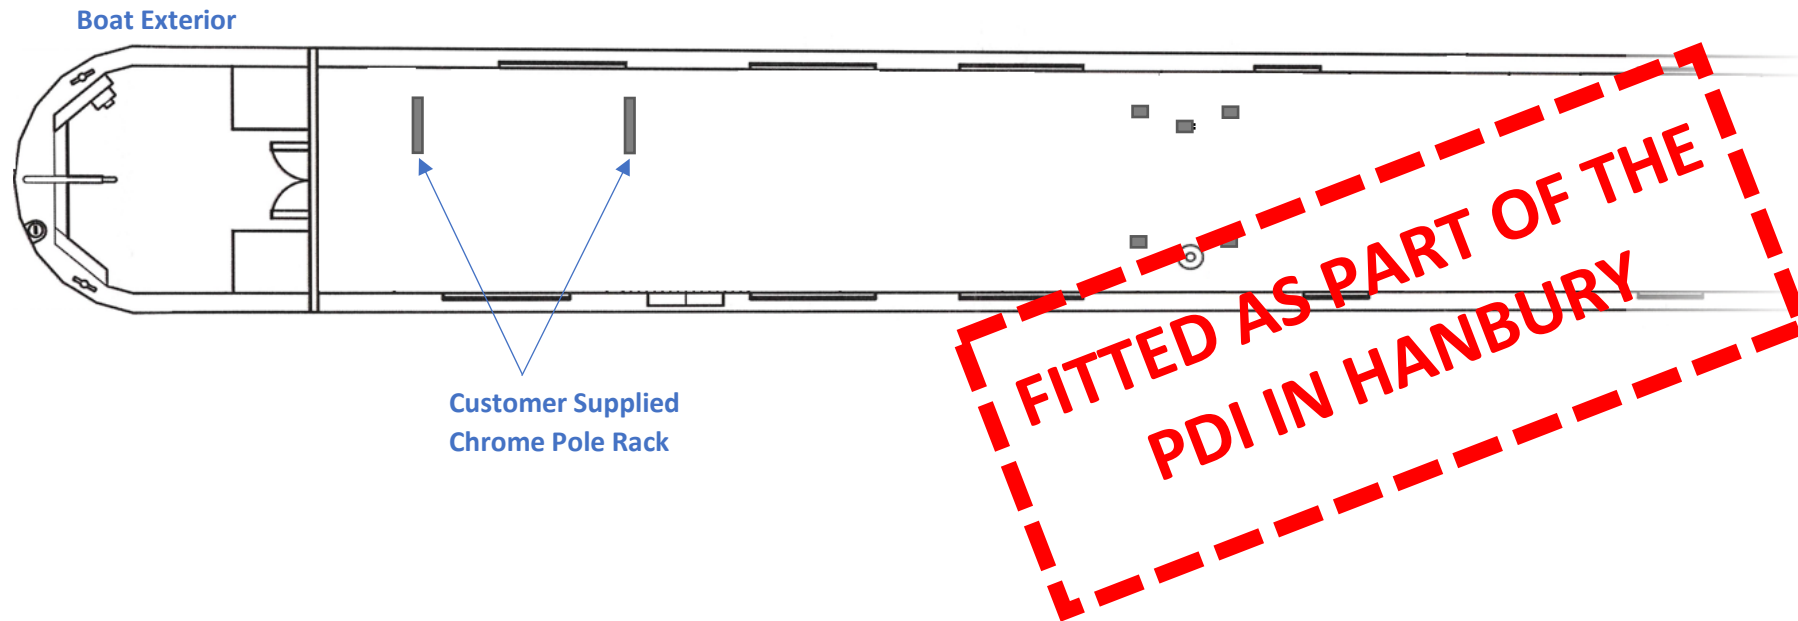 Boat Exterior
Customer Supplied
Chrome Pole Rack
FITTED AS PART OF THE
PDI IN HANBURY